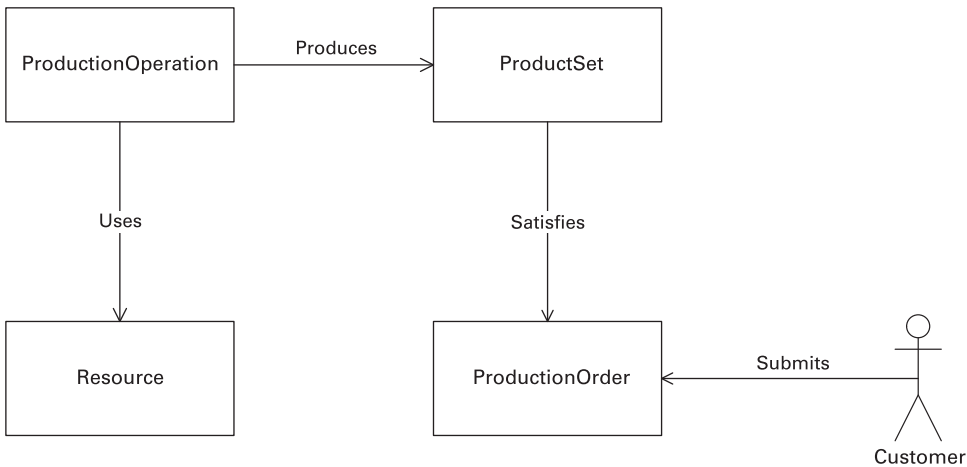 Produces
ProductionOperation
ProductSet
Uses
Satisfies
Submits
Resource
ProductionOrder
Customer